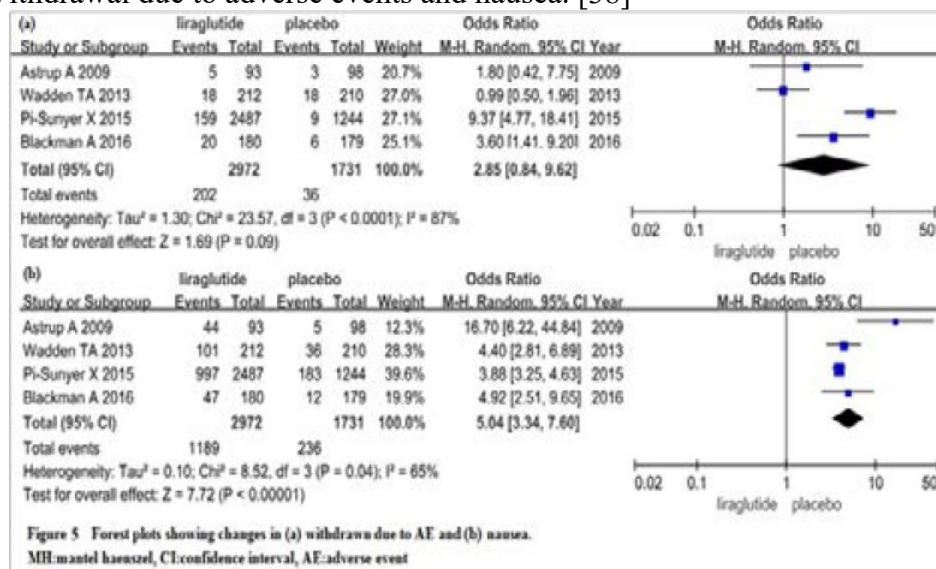 withdrawal due to adverse events and nausea. [38]
(a) liraglutide placebo Odds Ratio Odds Ratio
Study or Subgroup Events Total Events Total Weight M-H, Random, 95% CI Year M-H, Random, 95% CI
Astrup A 2009 5 93 3 98 20.7% 1.80 [0.42, 7.75] 2009
Wadden TA 2013 18 212 18 210 27.0% 0.99 [0.50, 1.96] 2013
Pi-Sunyer X 2015 159 2487 9 1244 27.1% 9.37 [4.77, 18.41] 2015
Blackman A 2016 20 180 6 179 25.1% 3.60 [1.41, 9.20] 2016
Total (95% CI) 2972 1731 100.0% 2.85 [0.84, 9.62]
Total events 202 36
Heterogeneity: Tau² = 1.30; Chi² = 23.57, df = 3 (P < 0.0001); I² = 87%
Test for overall effect: Z = 1.69 (P = 0.09)
0.02 0.1 1 10 50
liraglutide placebo
(b) liraglutide placebo Odds Ratio Odds Ratio
Study or Subgroup Events Total Events Total Weight M-H, Random, 95% CI Year M-H, Random, 95% CI
Astrup A 2009 44 93 5 98 12.3% 16.70 [6.22, 44.84] 2009
Wadden TA 2013 101 212 36 210 28.3% 4.40 [2.81, 6.89] 2013
Pi-Sunyer X 2015 997 2487 183 1244 39.6% 3.88 [3.25, 4.63] 2015
Blackman A 2016 47 180 12 179 19.9% 4.92 [2.51, 9.65] 2016
Total (95% CI) 2972 1731 100.0% 5.04 [3.34, 7.60]
Total events 1189 236
Heterogeneity: Tau² = 0.10; Chi² = 8.52, df = 3 (P = 0.04); I² = 65%
Test for overall effect: Z = 7.72 (P < 0.00001)
0.02 0.1 1 10 50
liraglutide placebo
Figure 5 Forest plots showing changes in (a) withdrawn due to AE and (b) nausea.
MH:mantel haenszel, CI:confidence interval, AE:adverse event